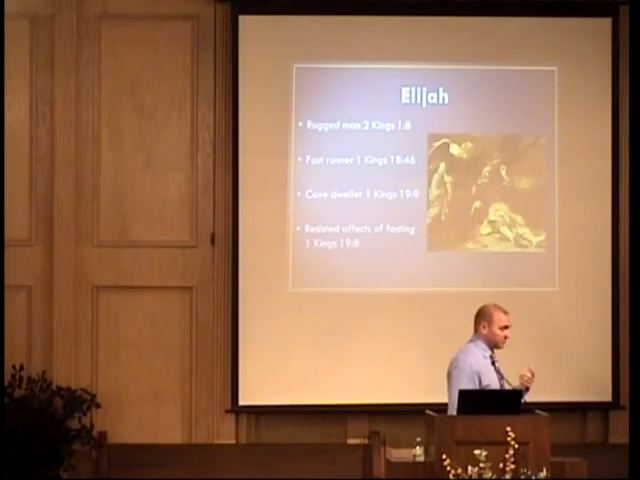 Elijah
• Rugged man 2 Kings 1:8
• Fast runner 1 Kings 18:46
• Cave dweller 1 Kings 19:9
• Resisted affects of fasting
1 Kings 19:8